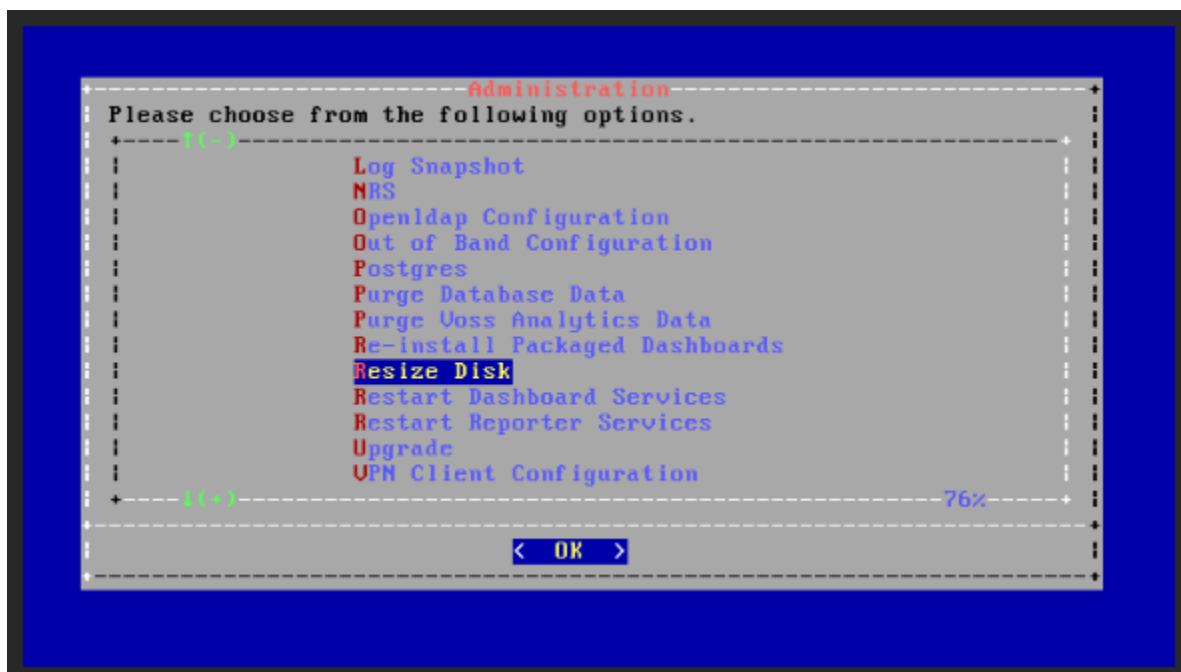 Administration
Please choose from the following options.
↑(-)
Log Snapshot
NRS
Openldap Configuration
Out of Band Configuration
Postgres
Purge Database Data
Purge Voss Analytics Data
Re-install Packaged Dashboards
Resize Disk
Restart Dashboard Services
Restart Reporter Services
Upgrade
VPN Client Configuration
↓(+) 76%
< OK >